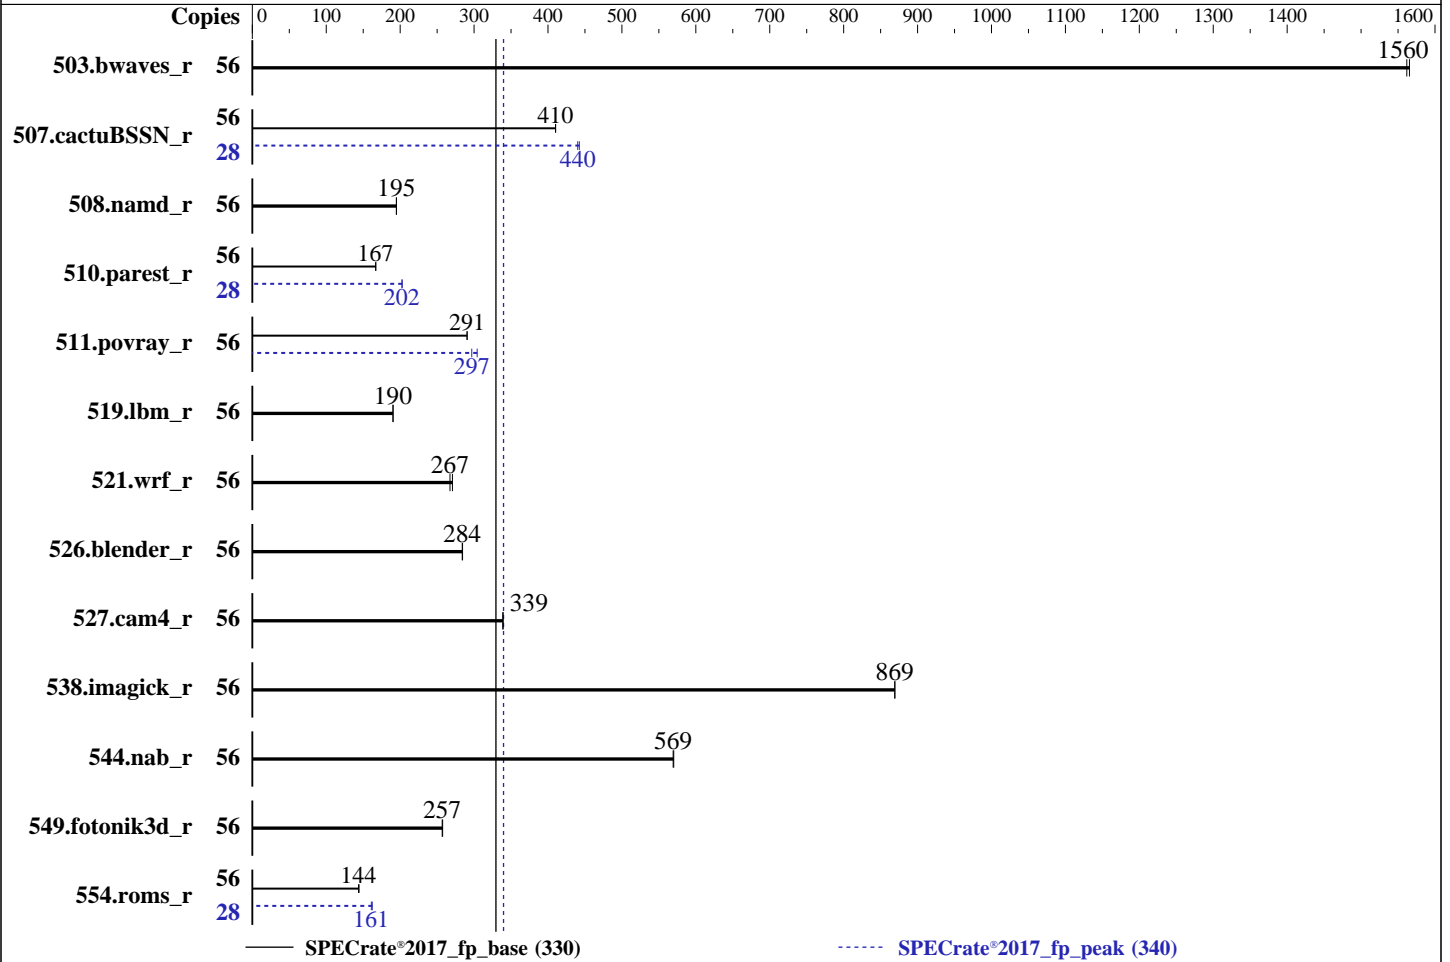 Copies 0 100 200 300 400 500 600 700 800 900 1000 1100 1200 1300 1400 1600
503.bwaves_r 56 1560
507.cactuBSSN_r 56 410
28 440
508.namd_r 56 195
510.parest_r 56 167
28 202
511.povray_r 56 291
297
519.lbm_r 56 190
521.wrf_r 56 267
526.blender_r 56 284
527.cam4_r 56 339
538.imagick_r 56 869
544.nab_r 56 569
549.fotonik3d_r 56 257
554.roms_r 56 144
28 161
SPECrate®2017_fp_base (330) SPECrate®2017_fp_peak (340)